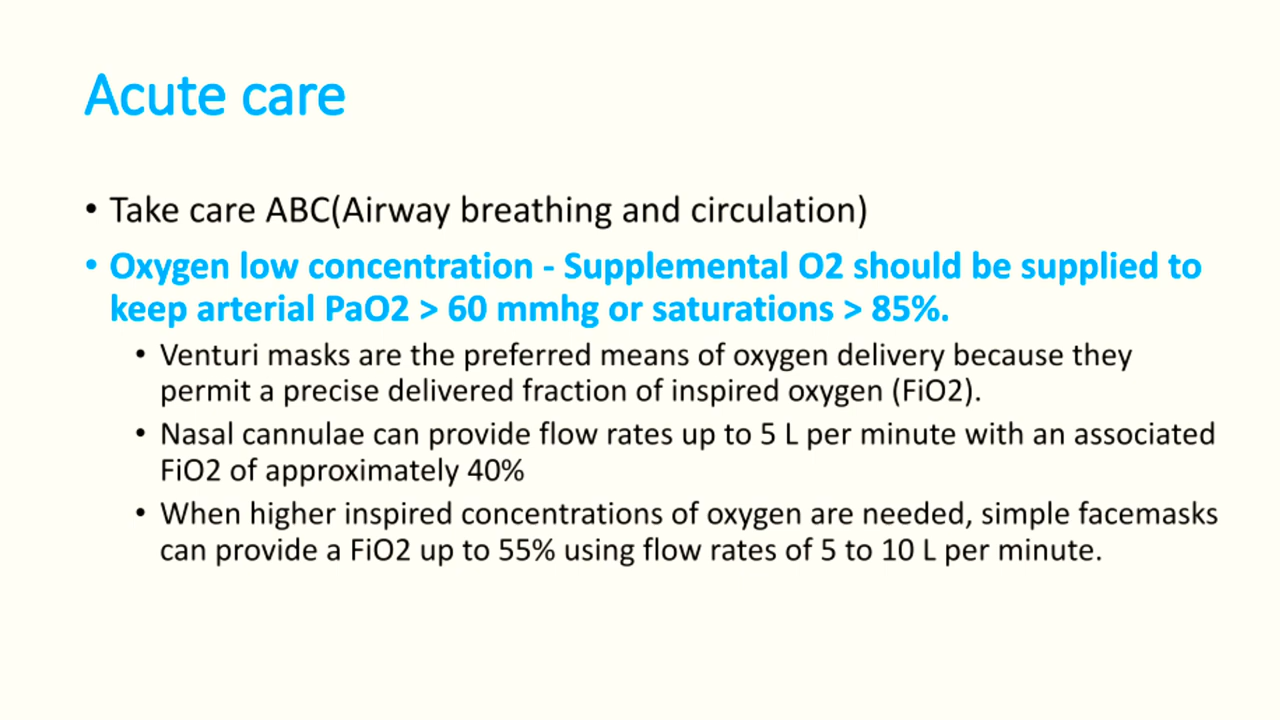 Acute care
• Take care ABC(Airway breathing and circulation)
• Oxygen low concentration - Supplemental O2 should be supplied to
keep arterial PaO2 > 60 mmhg or saturations > 85%.
• Venturi masks are the preferred means of oxygen delivery because they
permit a precise delivered fraction of inspired oxygen (FiO2).
• Nasal cannulae can provide flow rates up to 5 L per minute with an associated
FiO2 of approximately 40%
• When higher inspired concentrations of oxygen are needed, simple facemasks
can provide a FiO2 up to 55% using flow rates of 5 to 10 L per minute.